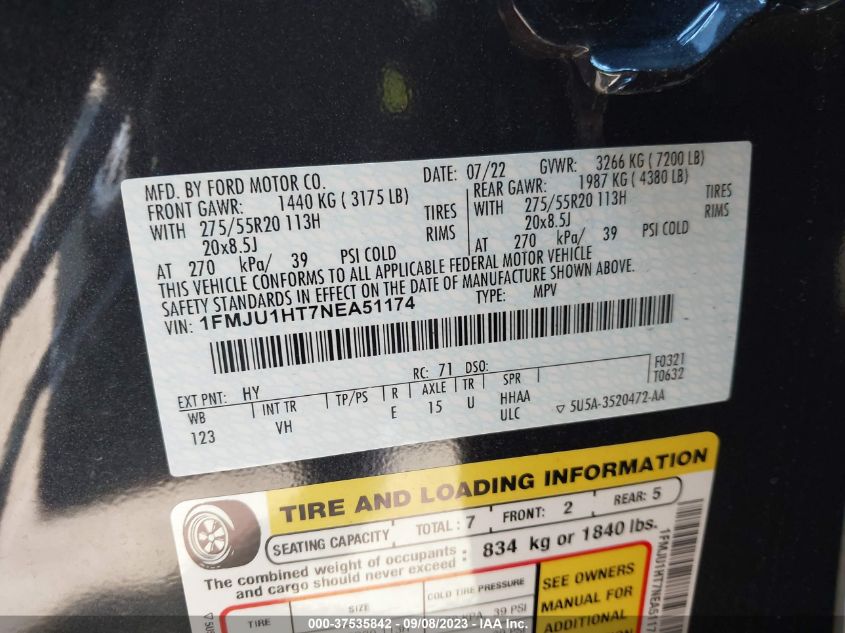 MFD. BY FORD MOTOR CO.
DATE: 07/22 GVWR: 3266 KG ( 7200 LB)
FRONT GAWR: 1440 KG ( 3175 LB)
REAR GAWR: 1987 KG ( 4380 LB)
WITH 275/55R20 113H TIRES
WITH 275/55R20 113H TIRES
20x8.5J RIMS
20x8.5J RIMS
AT 270 kPa/ 39 PSI COLD
AT 270 kPa/ 39 PSI COLD
THIS VEHICLE CONFORMS TO ALL APPLICABLE FEDERAL MOTOR VEHICLE
SAFETY STANDARDS IN EFFECT ON THE DATE OF MANUFACTURE SHOWN ABOVE.
VIN: 1FMJU1HT7NEA51174 TYPE: MPV
EXT PNT: HY RC: 71 DSO:
F0321
T0632
WB INT TR TP/PS R AXLE TR SPR
123 VH E 15 U HHAA
ULC
5U5A-3520472-AA
TIRE AND LOADING INFORMATION
SEATING CAPACITY TOTAL : 7 FRONT: 2 REAR: 5
The combined weight of occupants
and cargo should never exceed : 834 kg or 1840 lbs.
TIRE SIZE COLD TIRE PRESSURE
39 PSI
SEE OWNERS
MANUAL FOR
ADDITIONAL
000-37535842 - 09/08/2023 - IAA Inc.